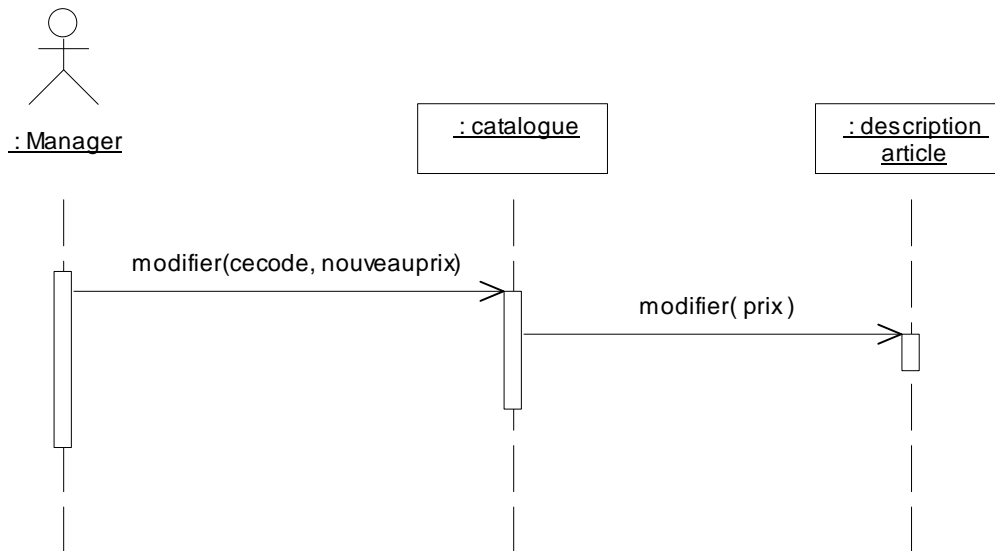 : Manager
: catalogue
: description
article
modifier(cecode, nouveauprix)
modifier( prix )